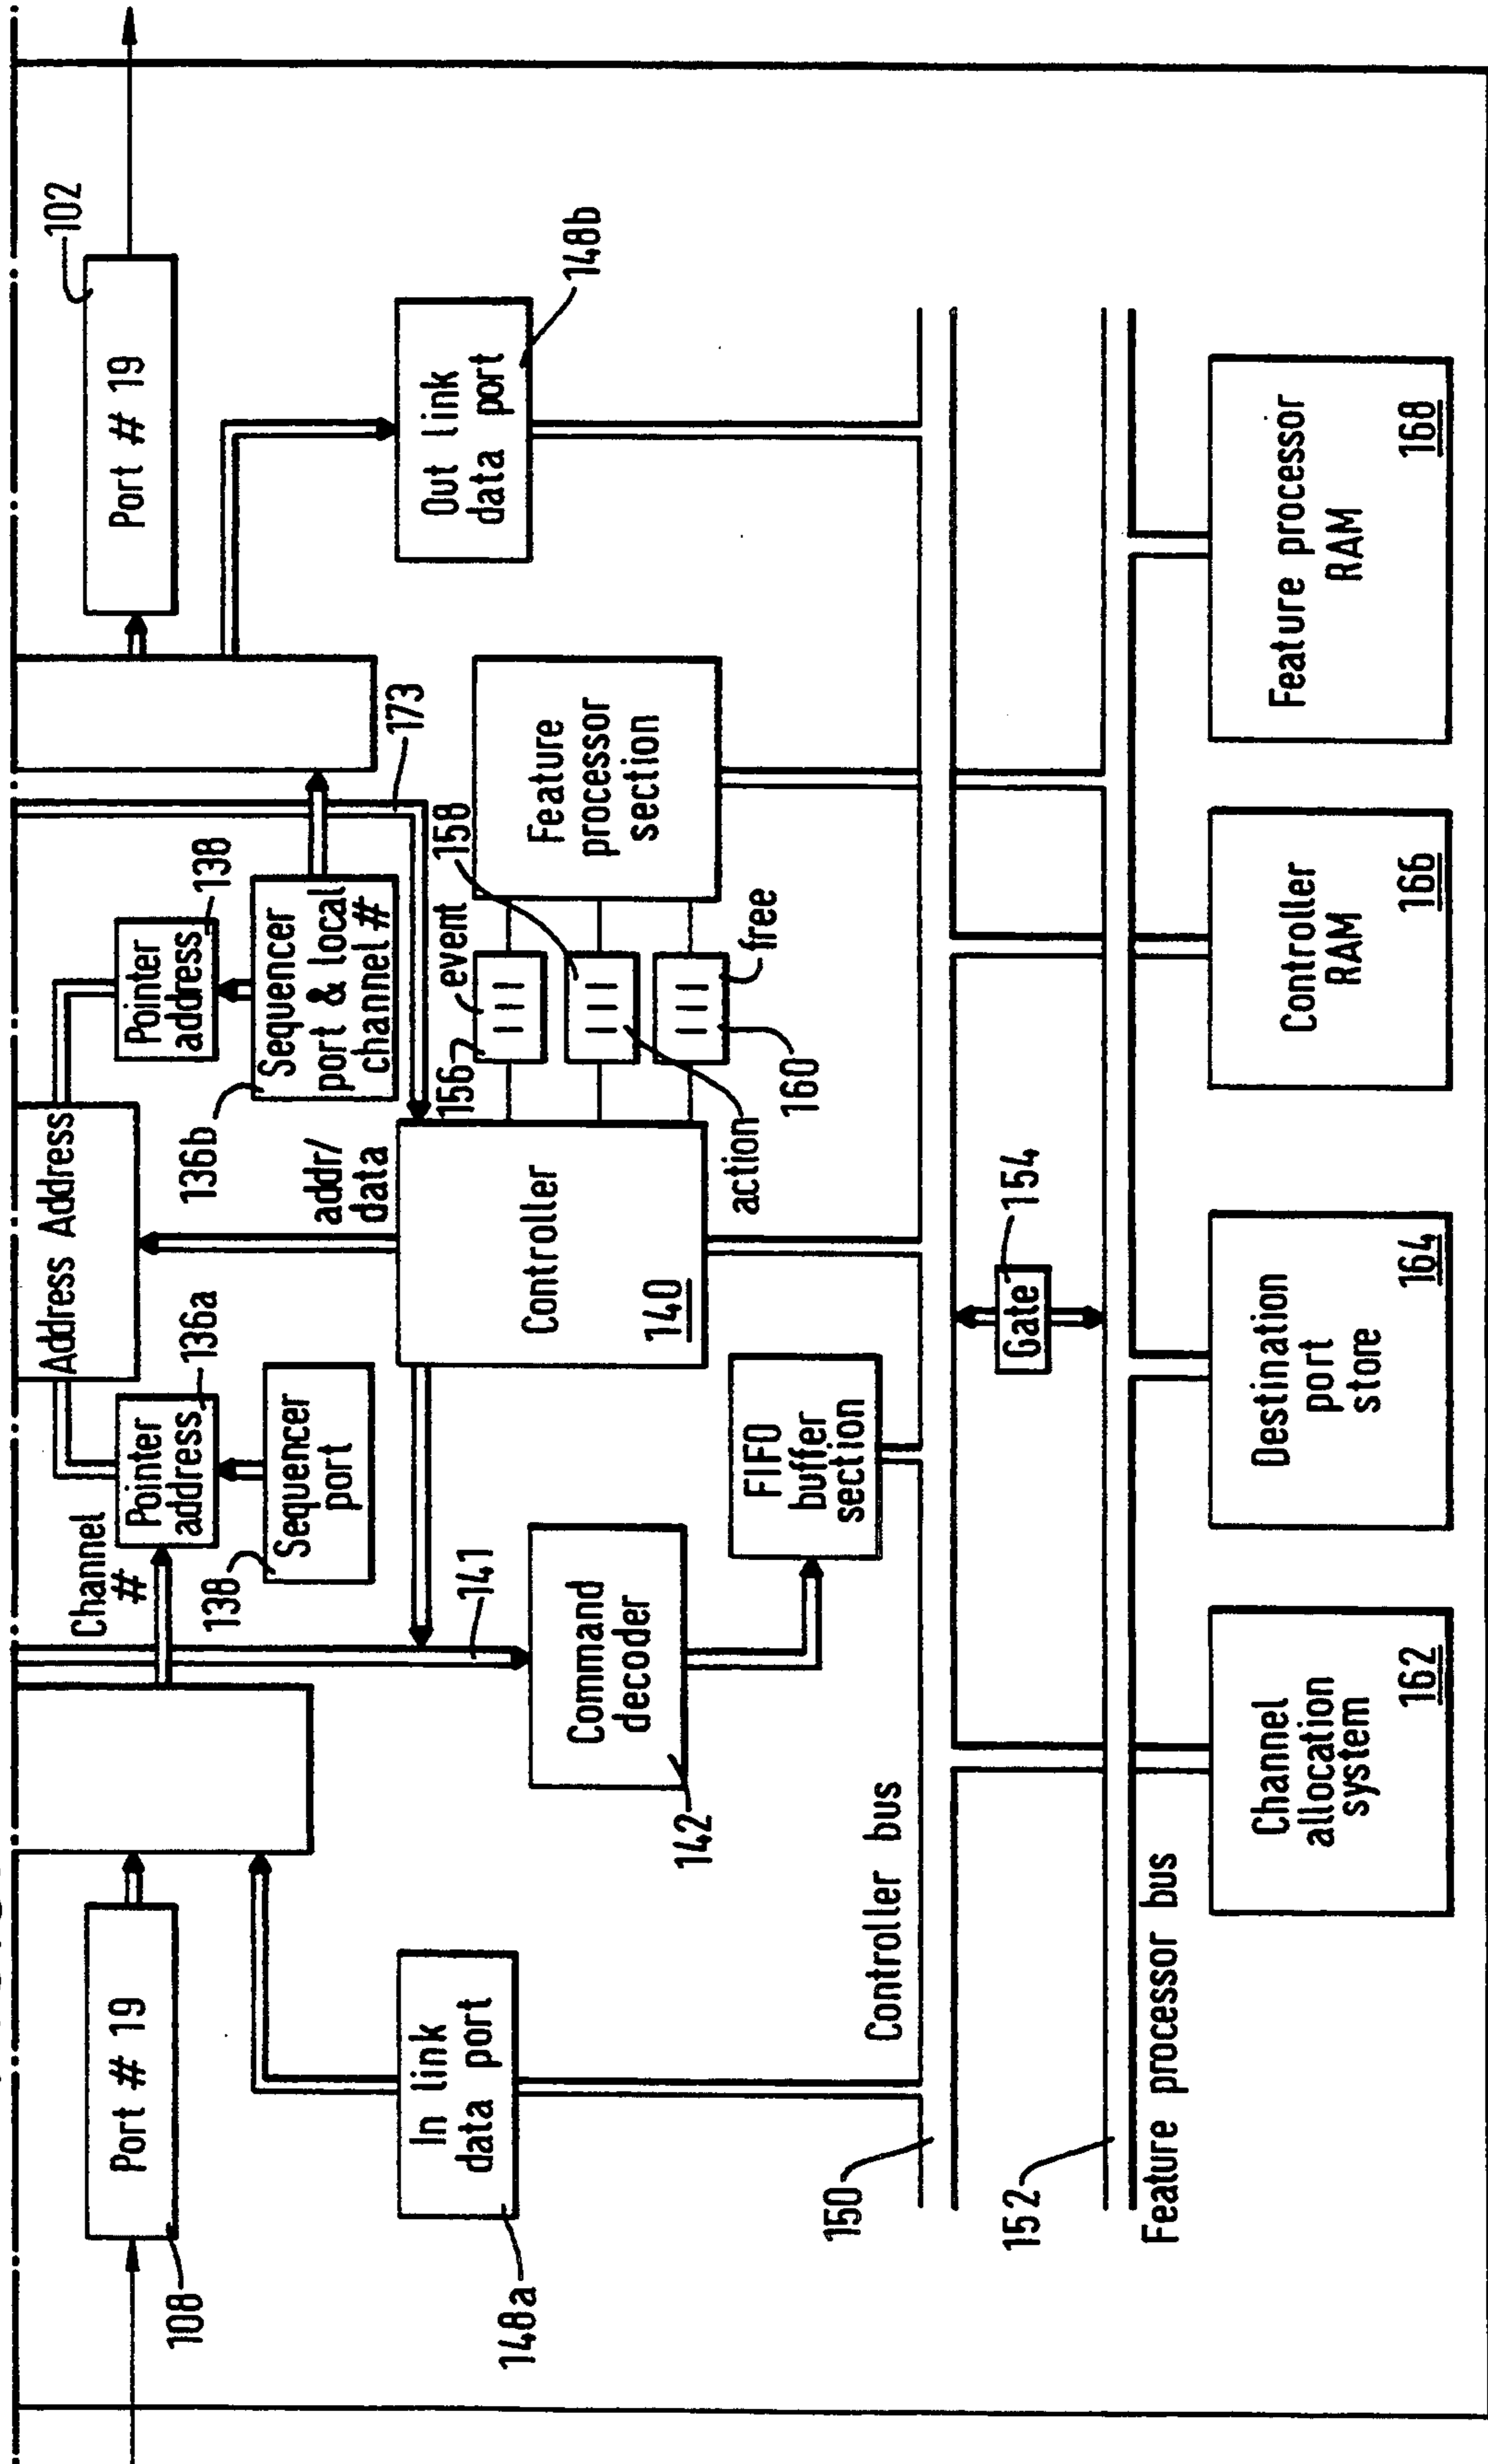 Port # 19
102
Port # 19
108
Address Address
Channel
#
Pointer
address
136a
Sequencer
port
138
Pointer
address
138
Sequencer
port & local
channel #
136b
173
addr/
data
141
In link
data port
148a
Out link
data port
148b
Controller
140
156
event
158
action
160
free
Feature
processor
section
Command
decoder
142
FIFO
buffer
section
Controller bus
150
Gate
154
152
Feature processor bus
Channel
allocation
system
162
Destination
port
store
164
Controller
RAM
166
Feature processor
RAM
168